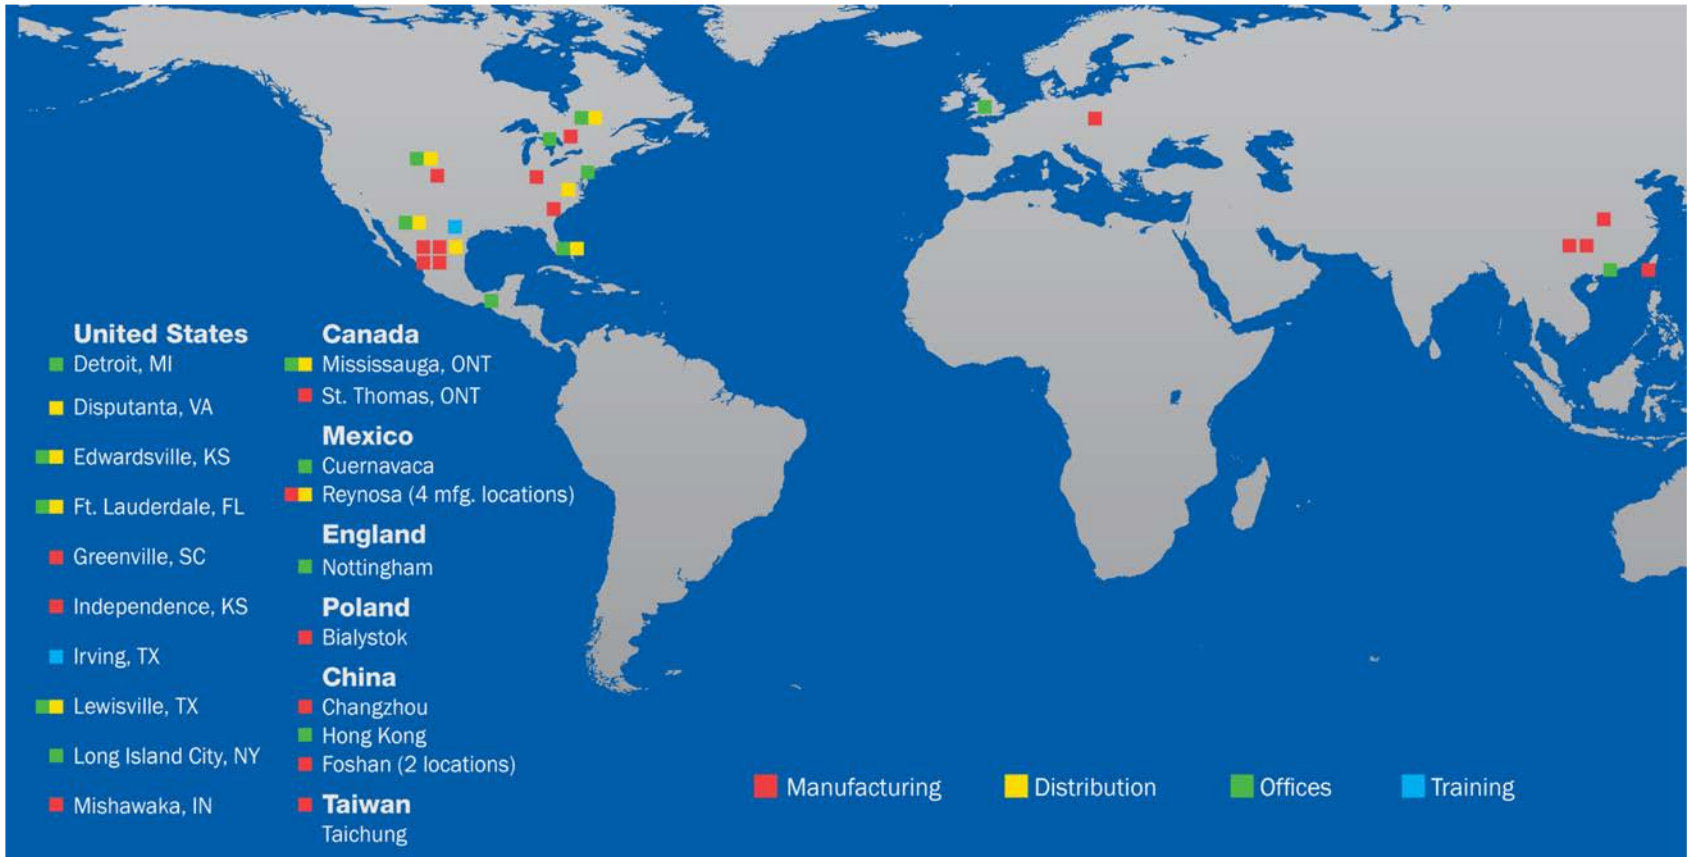 United States
Detroit, MI
Disputanta, VA
Edwardsville, KS
Ft. Lauderdale, FL
Greenville, SC
Independence, KS
Irving, TX
Lewisville, TX
Long Island City, NY
Mishawaka, IN
Canada
Mississauga, ONT
St. Thomas, ONT
Mexico
Cuernavaca
Reynosa (4 mfg. locations)
England
Nottingham
Poland
Bialystok
China
Changzhou
Hong Kong
Foshan (2 locations)
Taiwan
Taichung
Manufacturing
Distribution
Offices
Training